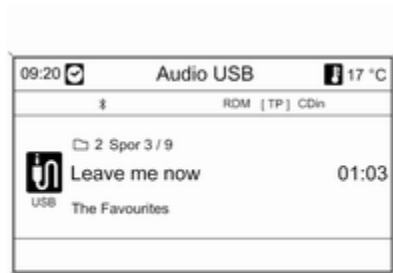 09:20 Audio USB 17 °C
RDM [TP] CDin
2 Spor 3 / 9
Leave me now 01:03
USB
The Favourites